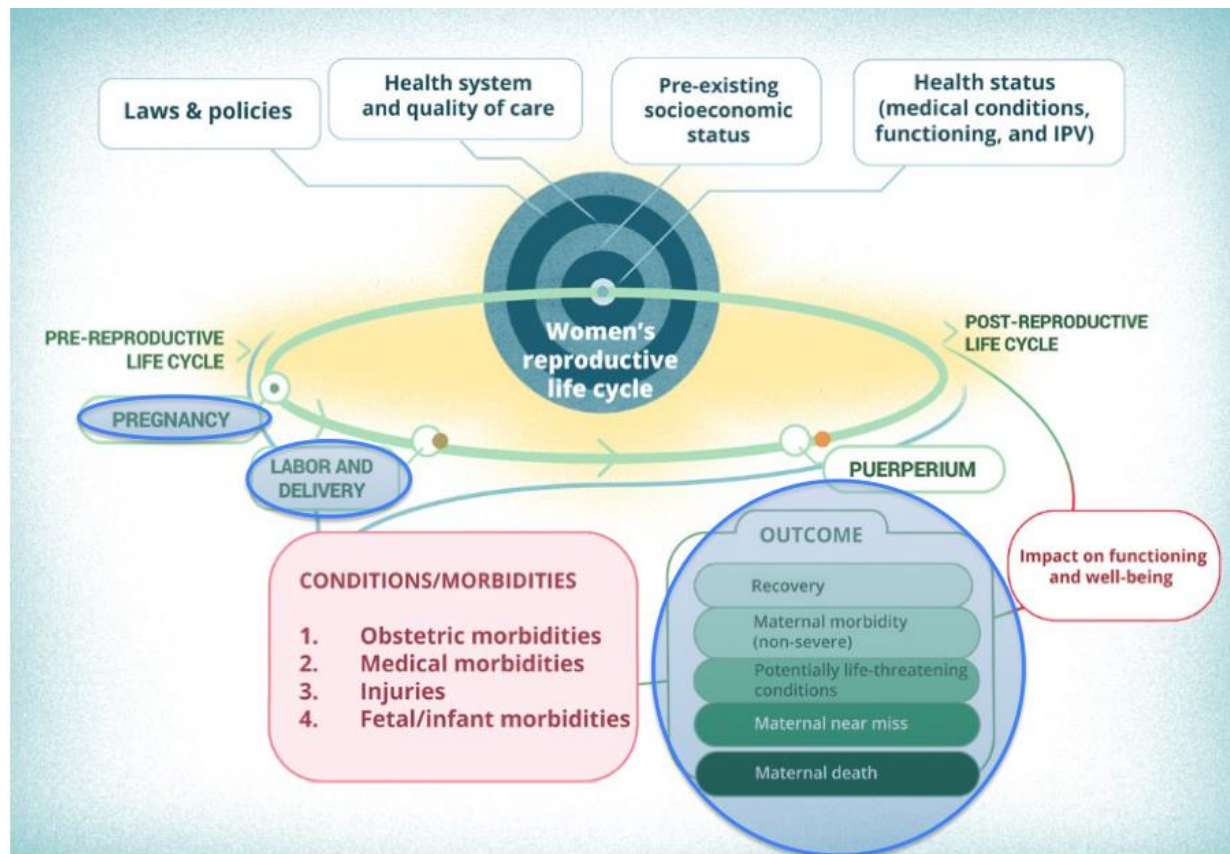 Laws & policies
Health system
and quality of care
Pre-existing
socioeconomic
status
Health status
(medical conditions,
functioning, and IPV)
Women's
reproductive
life cycle
PRE-REPRODUCTIVE
LIFE CYCLE
POST-REPRODUCTIVE
LIFE CYCLE
PREGNANCY
LABOR AND
DELIVERY
PUERPERIUM
CONDITIONS/MORBIDITIES
1. Obstetric morbidities
2. Medical morbidities
3. Injuries
4. Fetal/infant morbidities
OUTCOME
Recovery
Maternal morbidity
(non-severe)
Potentially life-threatening
conditions
Maternal near miss
Maternal death
Impact on functioning
and well-being